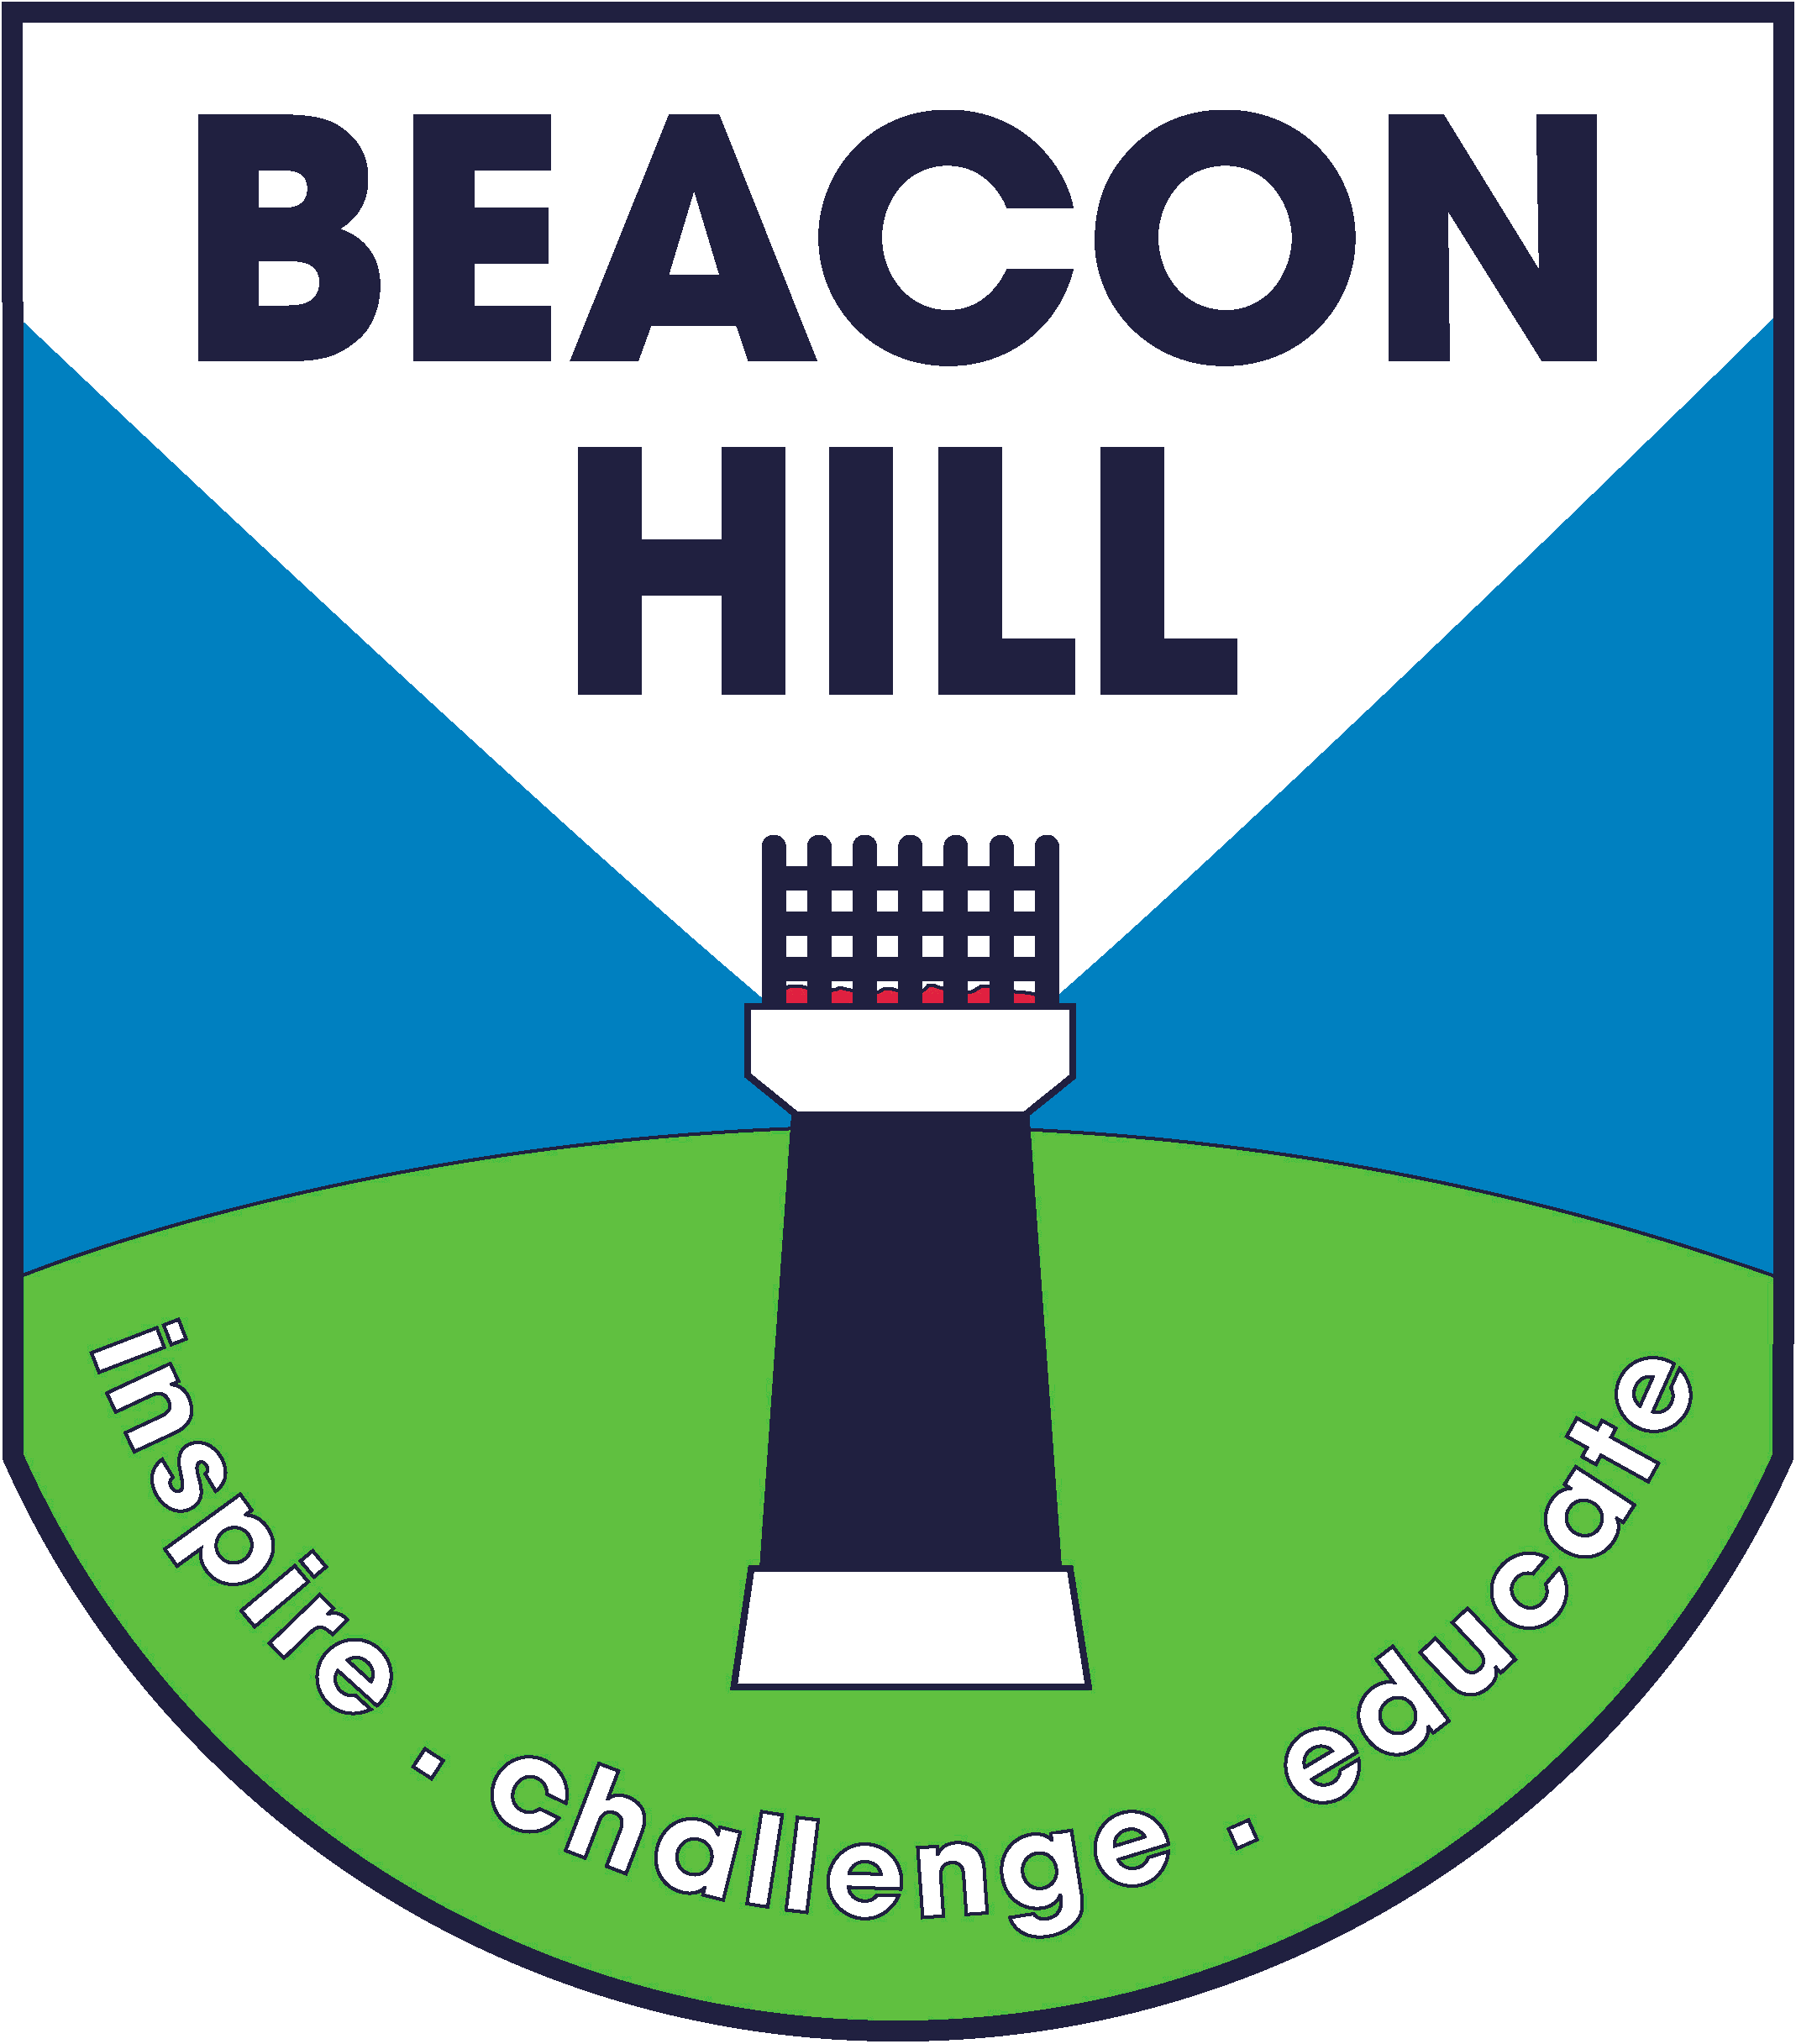 BEACON
HILL
inspire . challenge . educate